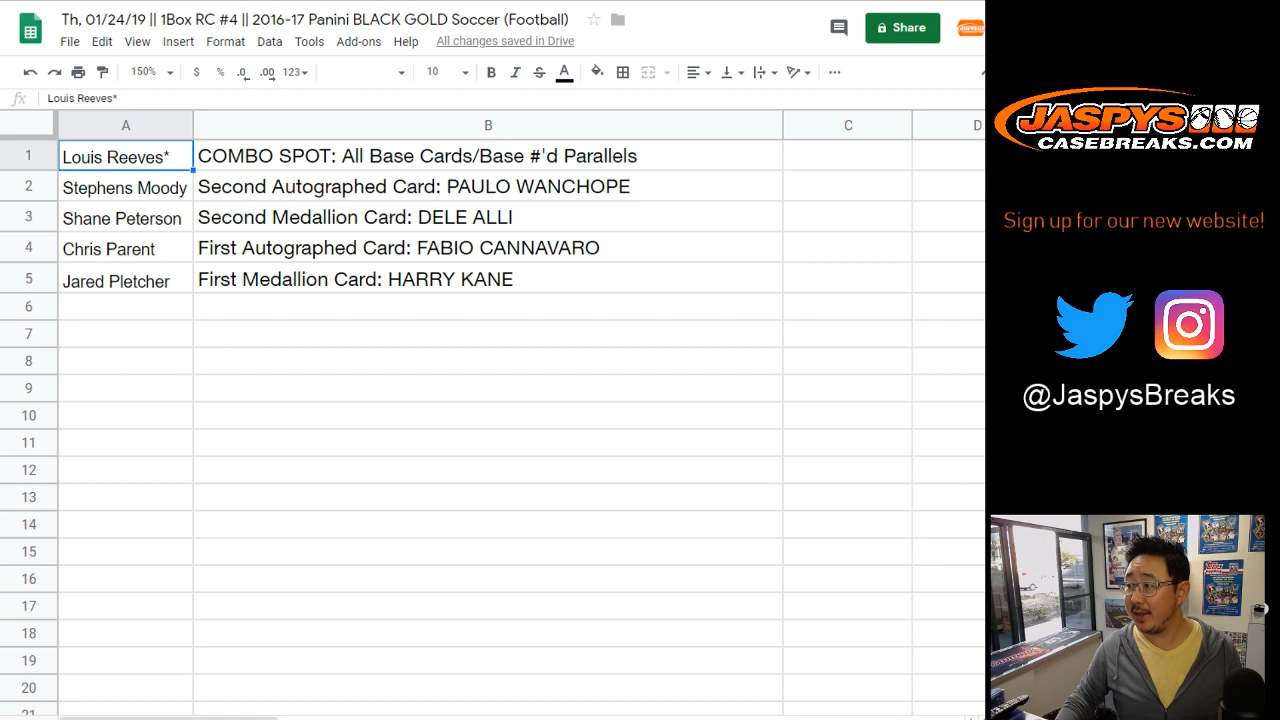 Th, 01/24/19 || 1Box RC #4 || 2016-17 Panini BLACK GOLD Soccer (Football)
File Edit View Insert Format Data Tools Add-ons Help All changes saved in Drive
Share
150% $ % .0 .00 123 10 B I S A
fx Louis Reeves*
A B C D
1 Louis Reeves* COMBO SPOT: All Base Cards/Base #'d Parallels
2 Stephens Moody Second Autographed Card: PAULO WANCHOPE
3 Shane Peterson Second Medallion Card: DELE ALLI
4 Chris Parent First Autographed Card: FABIO CANNAVARO
5 Jared Pletcher First Medallion Card: HARRY KANE
6
7
8
9
10
11
12
13
14
15
16
17
18
19
20
21
JASPYS
CASEBREAKS.COM
Sign up for our new website!
@JaspysBreaks